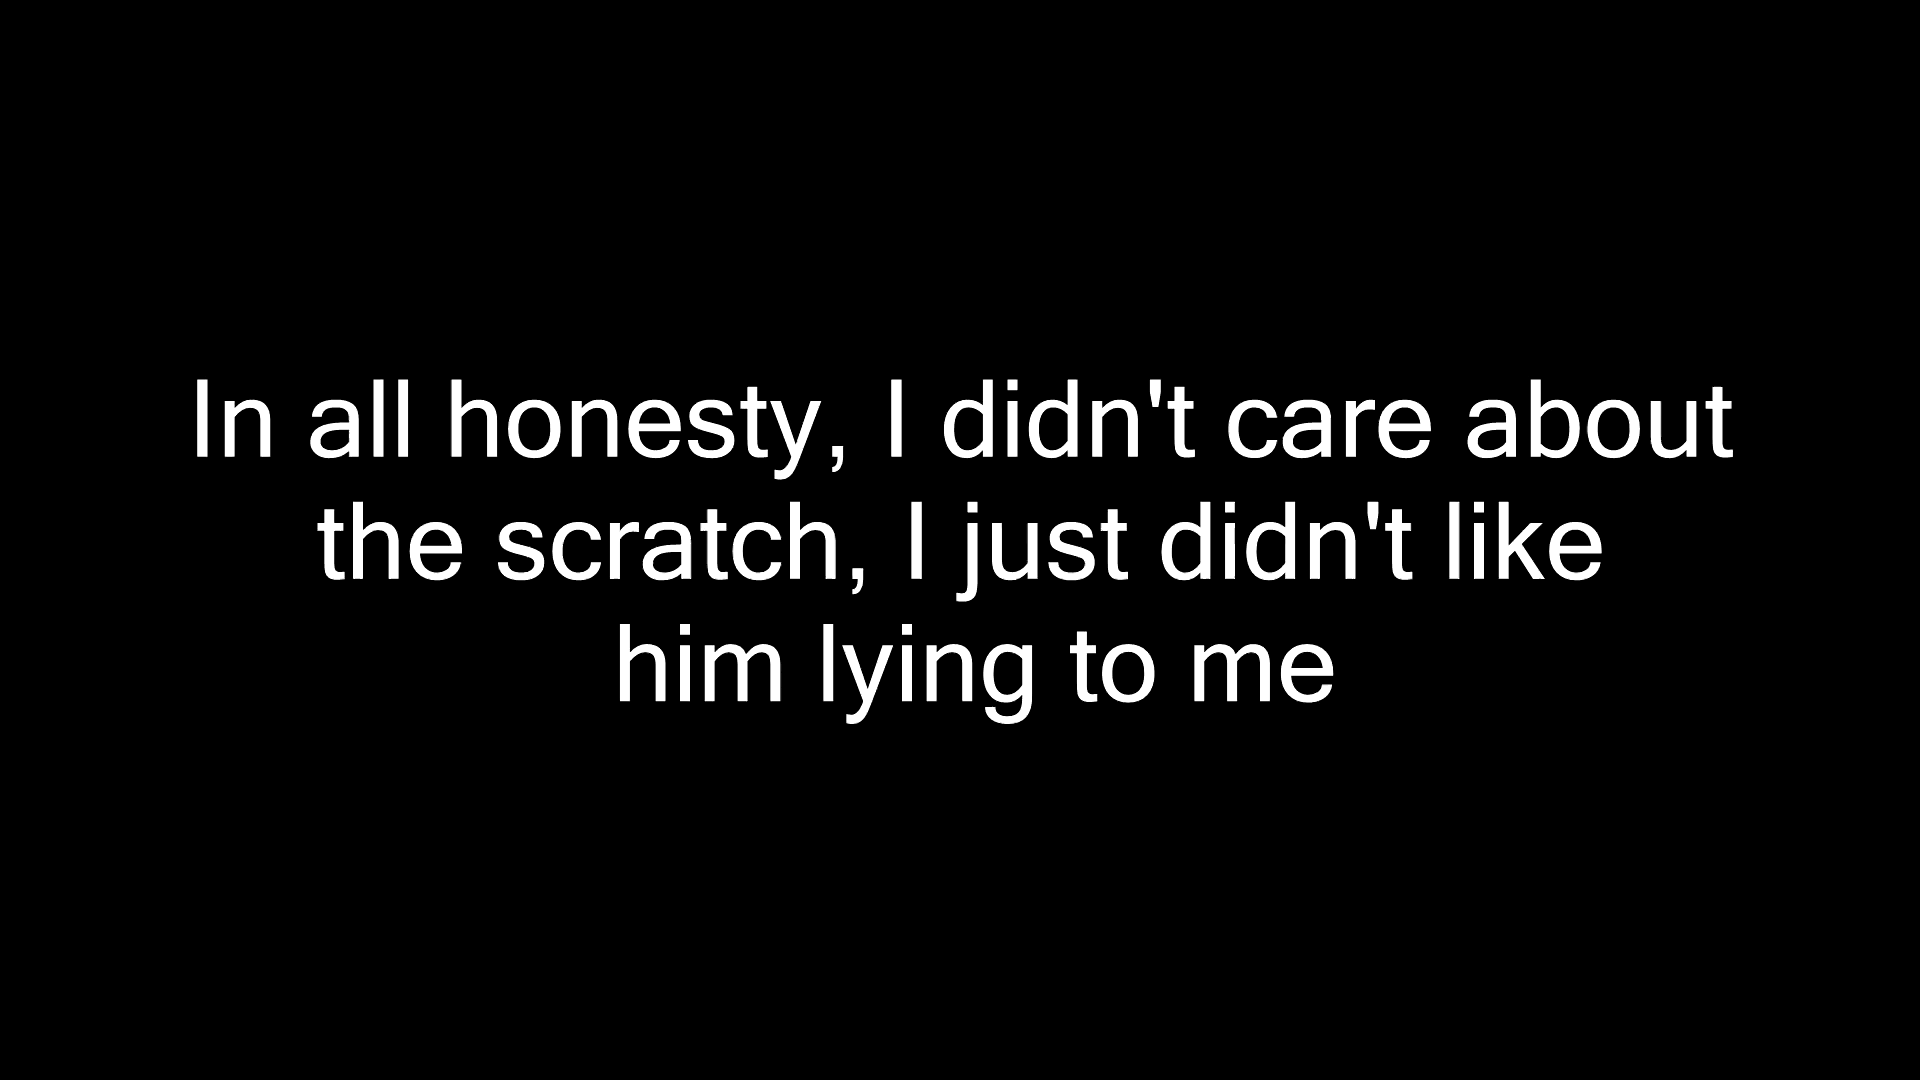 In all honesty, I didn't care about
the scratch, I just didn't like
him lying to me